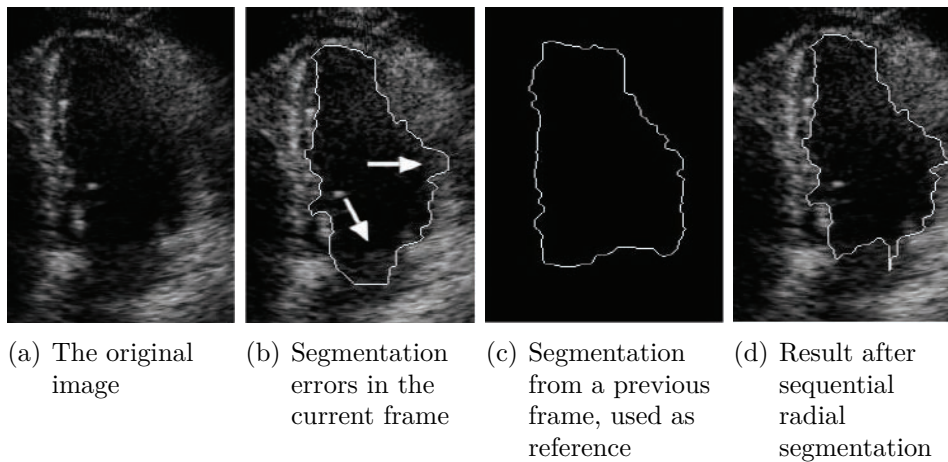 (a) The original
image
(b) Segmentation
errors in the
current frame
(c) Segmentation
from a previous
frame, used as
reference
(d) Result after
sequential
radial
segmentation